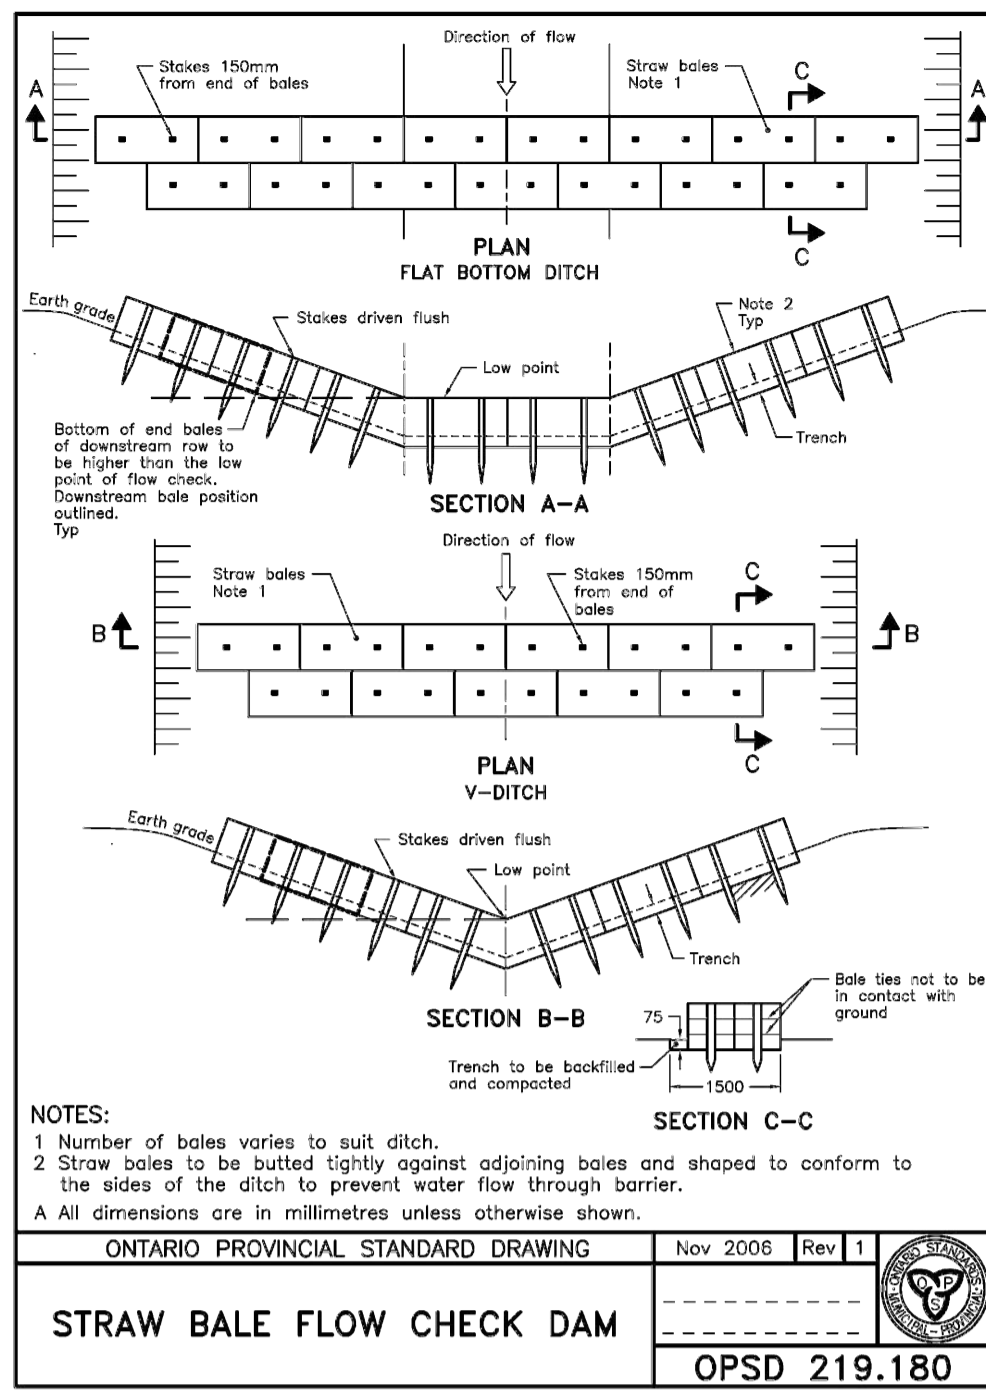 Direction of flow
Stakes 150mm
from end of bales
Straw bales
Note 1
C
A
A
C
PLAN
FLAT BOTTOM DITCH
Earth grade
Stakes driven flush
Note 2
Typ
Low point
Bottom of end bales
of downstream row to
be higher than the low
point of flow check.
Downstream bale position
outlined.
Typ
Trench
SECTION A-A
Direction of flow
Straw bales
Note 1
Stakes 150mm
from end of
bales
C
B
B
C
PLAN
V-DITCH
Earth grade
Stakes driven flush
Low point
Trench
SECTION B-B
Bale ties not to be
in contact with
ground
75
Trench to be backfilled
and compacted
1500
SECTION C-C
NOTES:
1 Number of bales varies to suit ditch.
2 Straw bales to be butted tightly against adjoining bales and shaped to conform to
the sides of the ditch to prevent water flow through barrier.
A All dimensions are in millimetres unless otherwise shown.
ONTARIO PROVINCIAL STANDARD DRAWING
Nov 2006
Rev
1
ONTARIO STANDARDS
MUNICIPAL - PROVINCIAL
O P
S
STRAW BALE FLOW CHECK DAM
OPSD 219.180